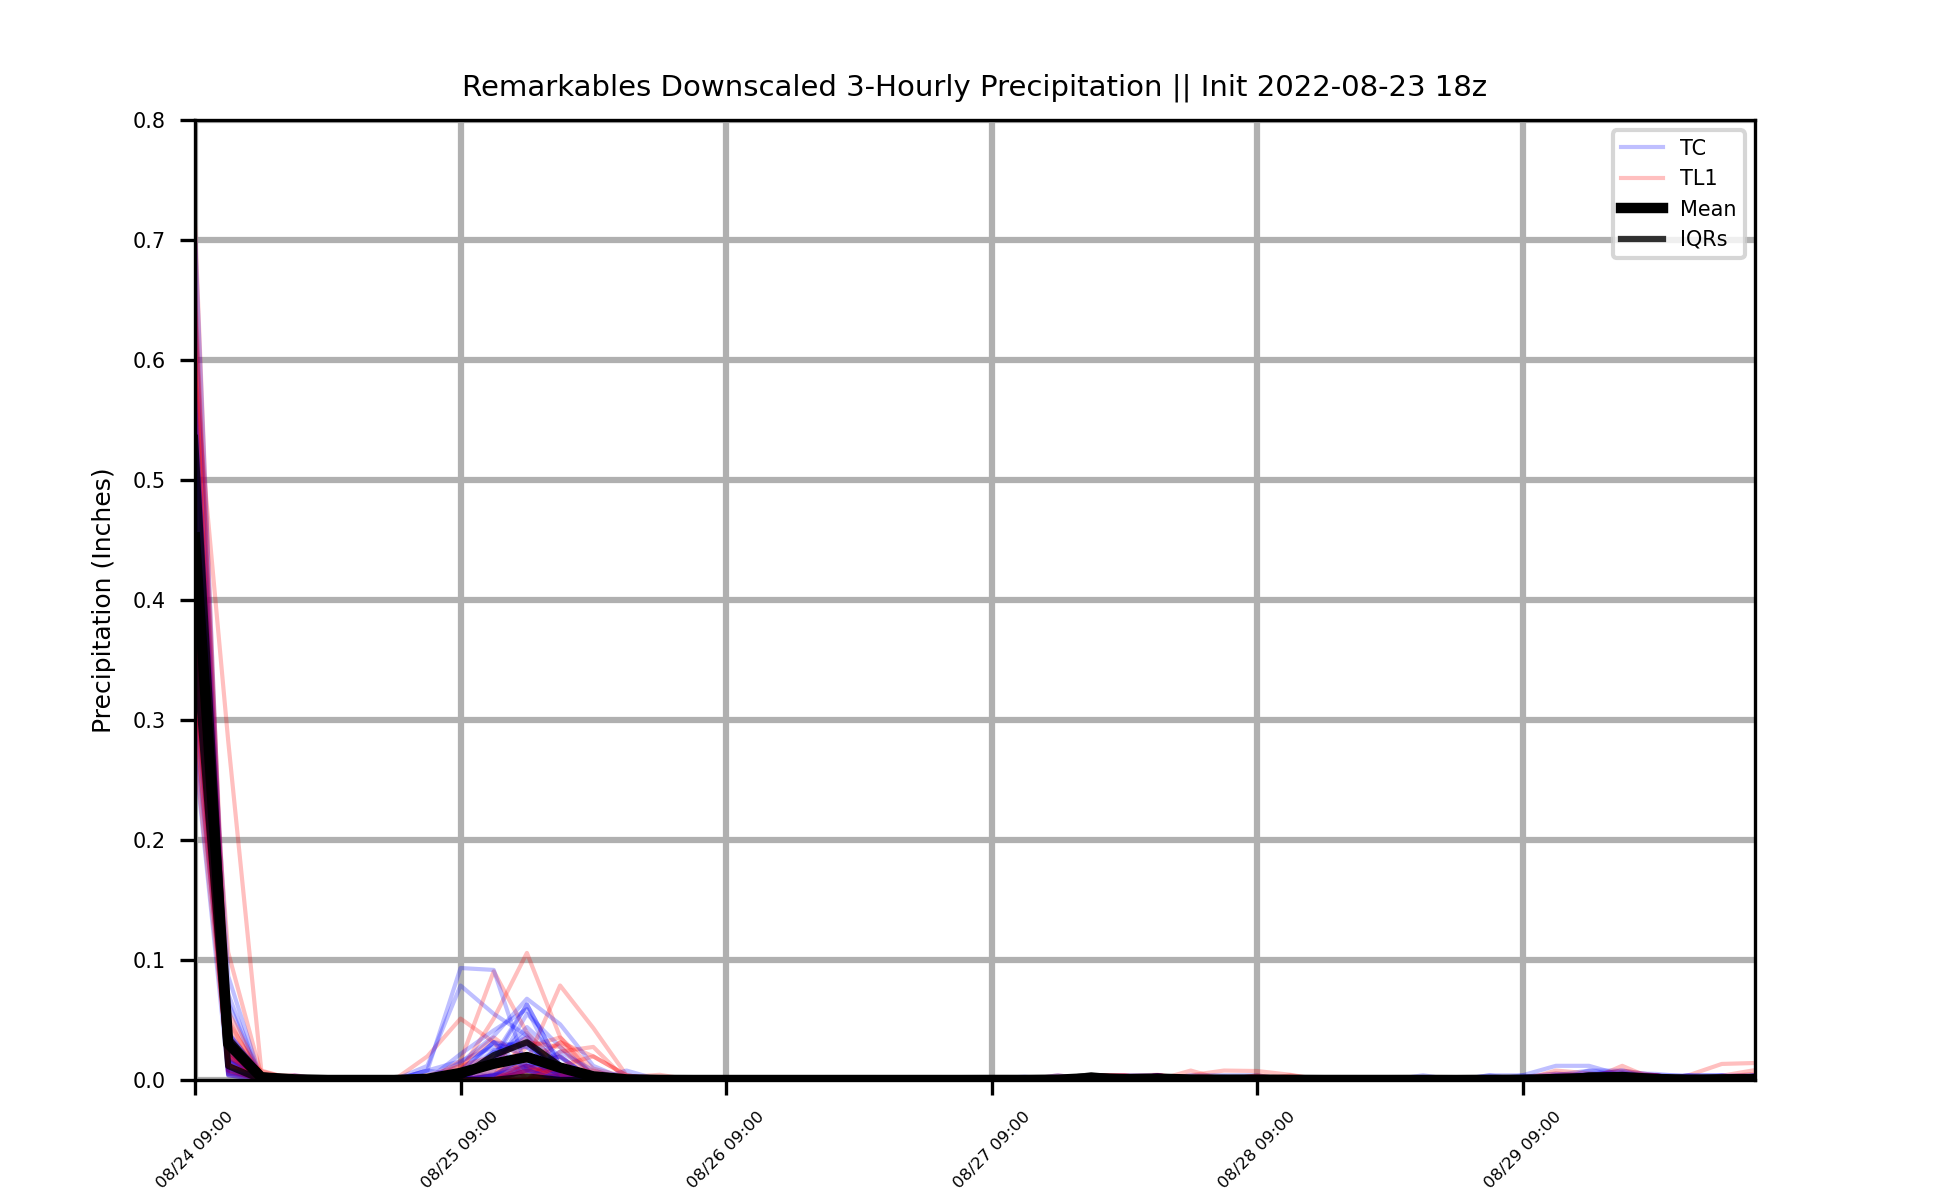 Remarkables Downscaled 3-Hourly Precipitation || Init 2022-08-23 18z
0.8
0.7
0.6
0.5
0.4
0.3
0.2
0.1
0.0
Precipitation (Inches)
TC
TL1
Mean
IQRs
08/24 09:00
08/25 09:00
08/26 09:00
08/27 09:00
08/28 09:00
08/29 09:00